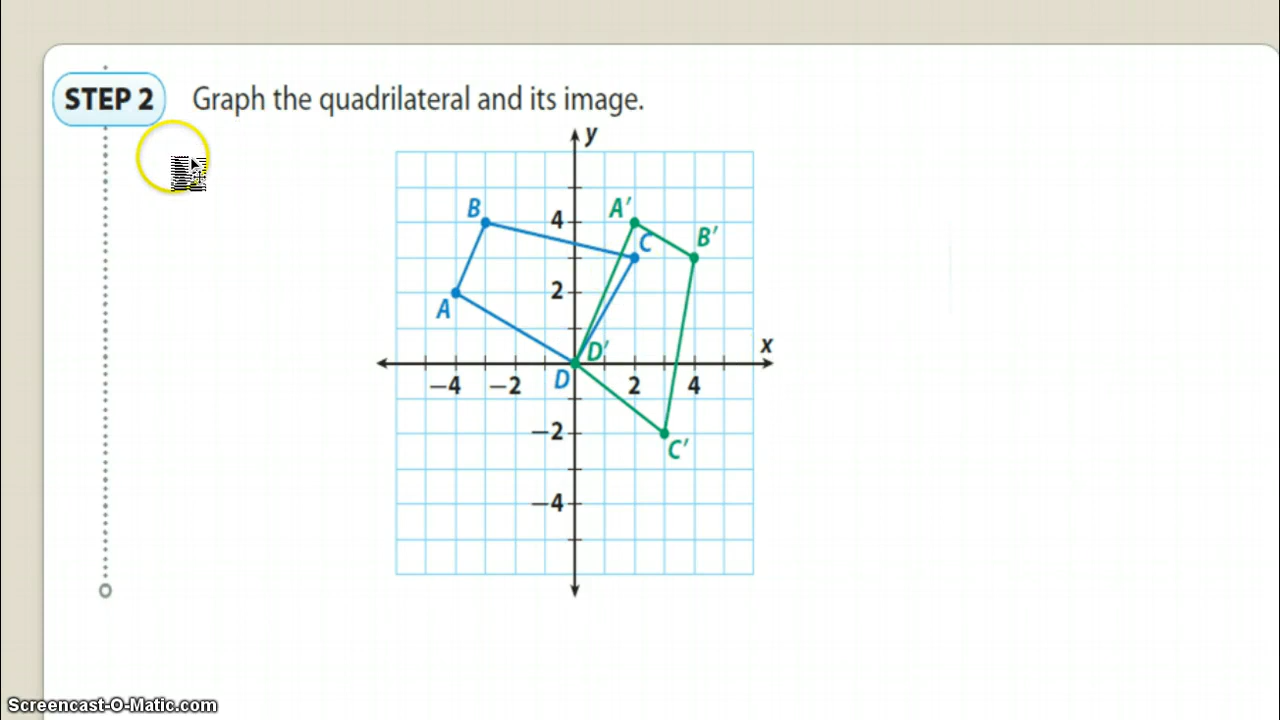 STEP 2 Graph the quadrilateral and its image.
y
B 4 A′
C B′
2
A
D′ x
−4 −2 D 2 4
−2
C′
−4
Screencast-O-Matic.com